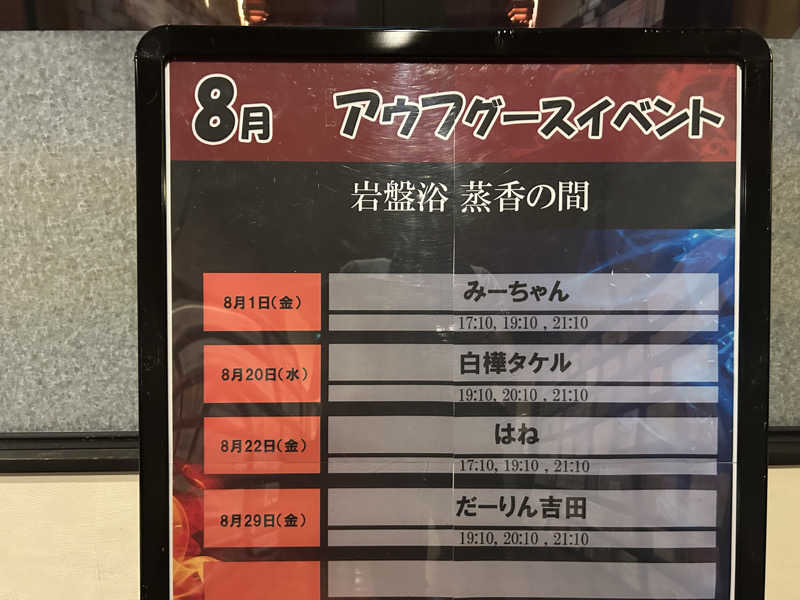 8月 アウフグースイベント
岩盤浴 蒸香の間
8月1日(金)
みーちゃん
17:10, 19:10 , 21:10
8月20日(水)
白樺タケル
19:10, 20:10 , 21:10
8月22日(金)
はね
17:10, 19:10 , 21:10
8月29日(金)
だーりん吉田
19:10, 20:10 , 21:10